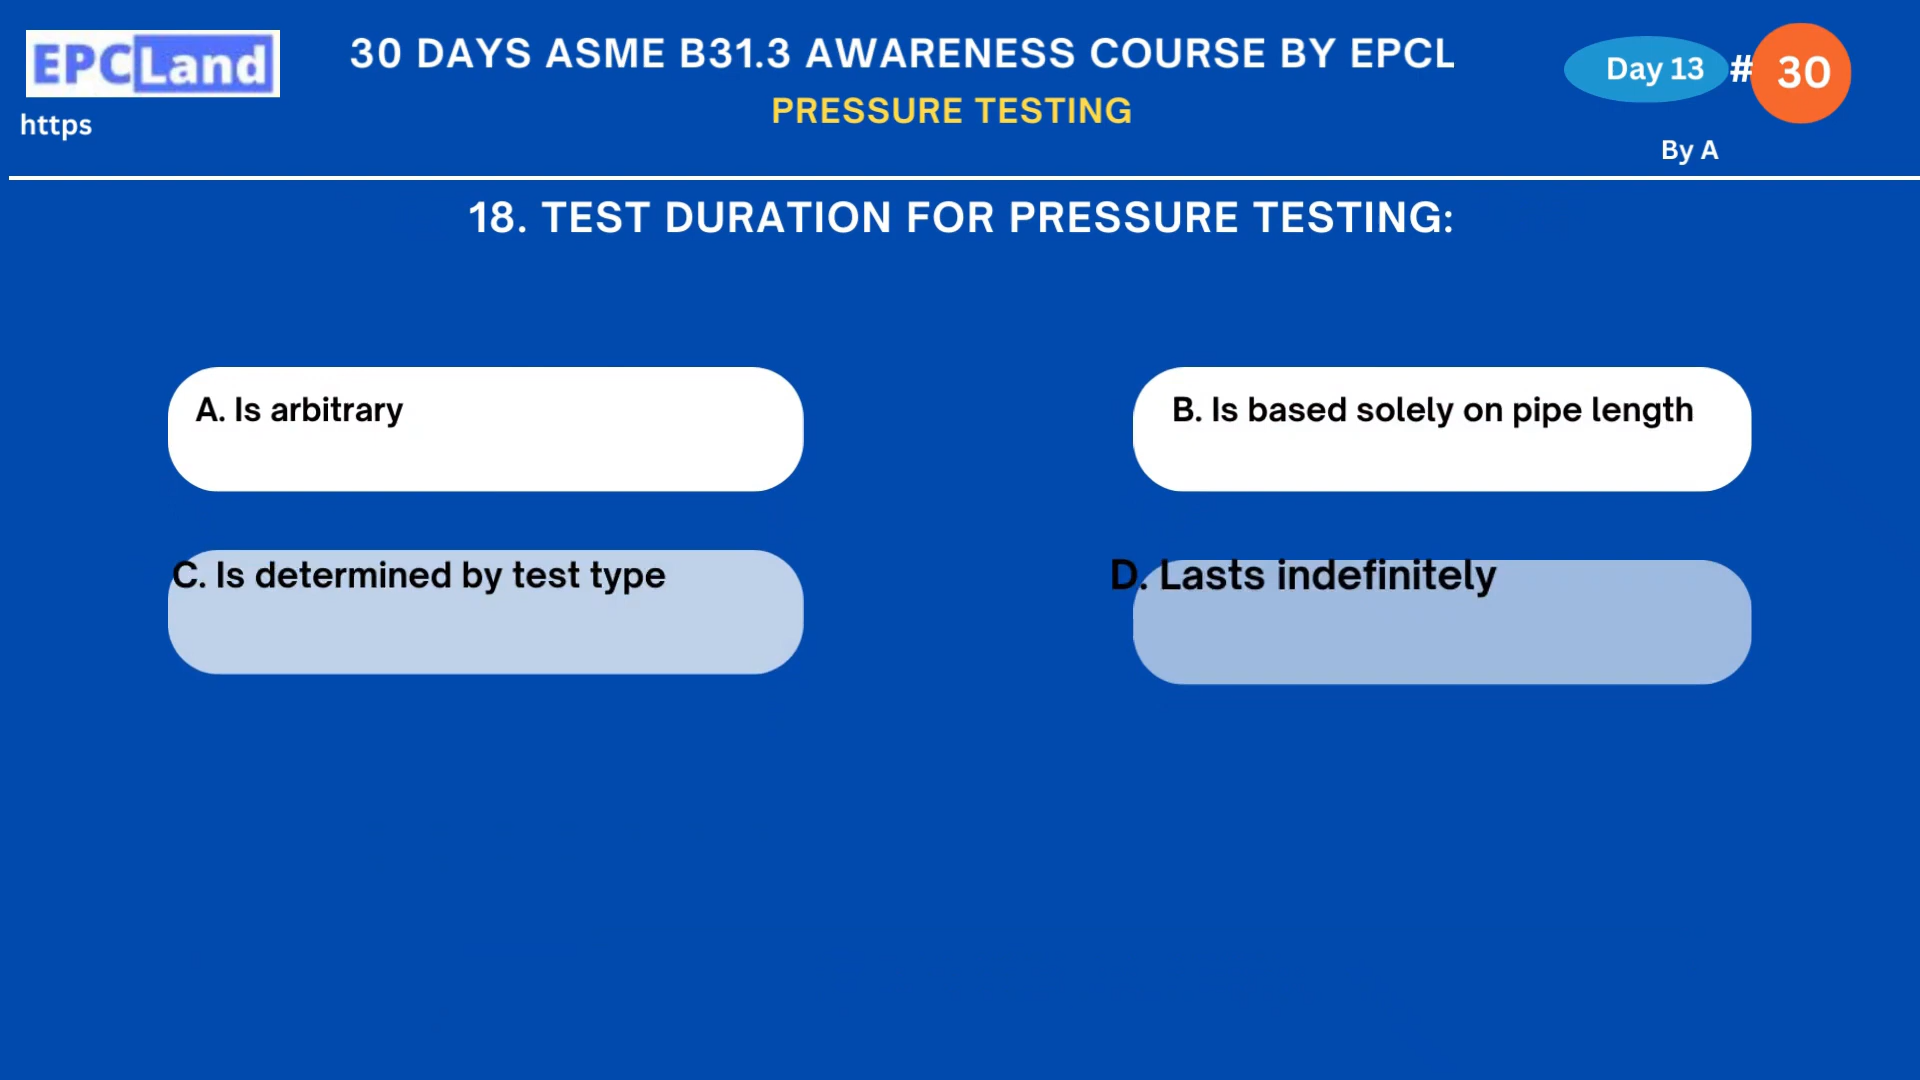 EPCLand
https
30 DAYS ASME B31.3 AWARENESS COURSE BY EPCL
PRESSURE TESTING
Day 13 # 30
By A
18. TEST DURATION FOR PRESSURE TESTING:
A. Is arbitrary
B. Is based solely on pipe length
C. Is determined by test type
D. Lasts indefinitely